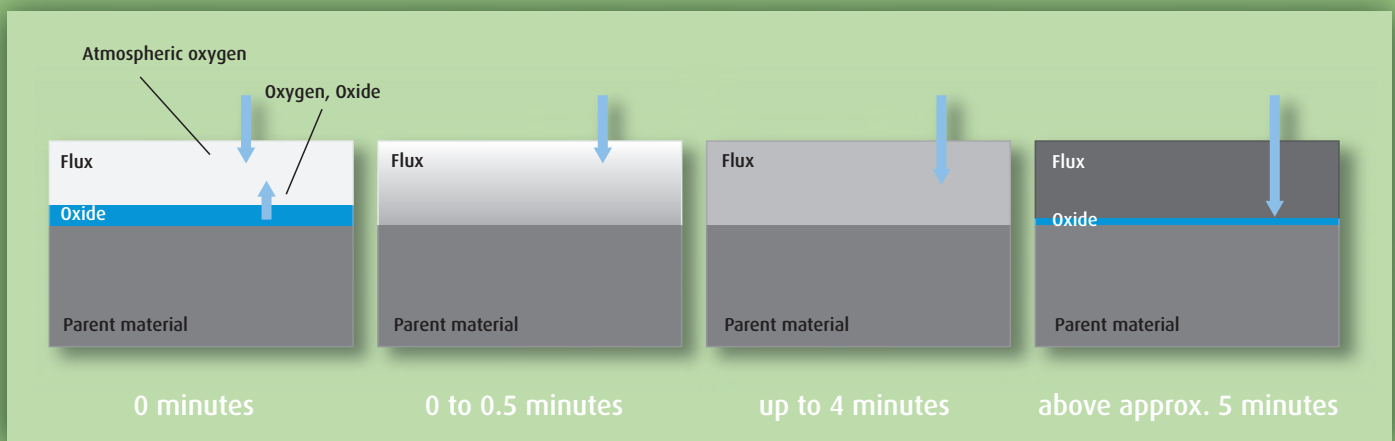 Atmospheric oxygen
Oxygen, Oxide
Flux
Oxide
Parent material
0 minutes
Flux
Parent material
0 to 0.5 minutes
Flux
Parent material
up to 4 minutes
Flux
Oxide
Parent material
above approx. 5 minutes